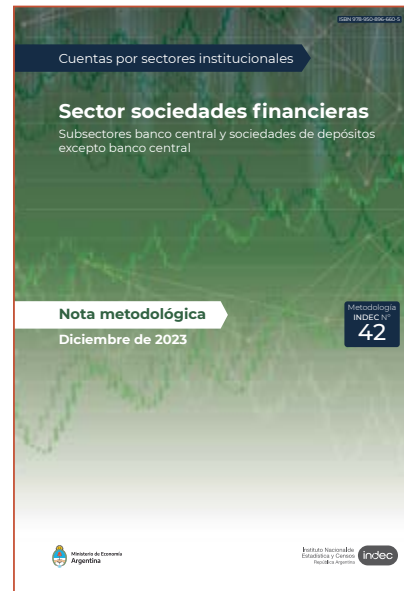 ISBN 978-950-896-660-5
Cuentas por sectores institucionales
Sector sociedades financieras
Subsectores banco central y sociedades de depósitos
excepto banco central
Nota metodológica
Diciembre de 2023
Metodología
INDEC N°
42
Ministerio de Economía
Argentina
Instituto Nacional de
Estadística y Censos
República Argentina
indec